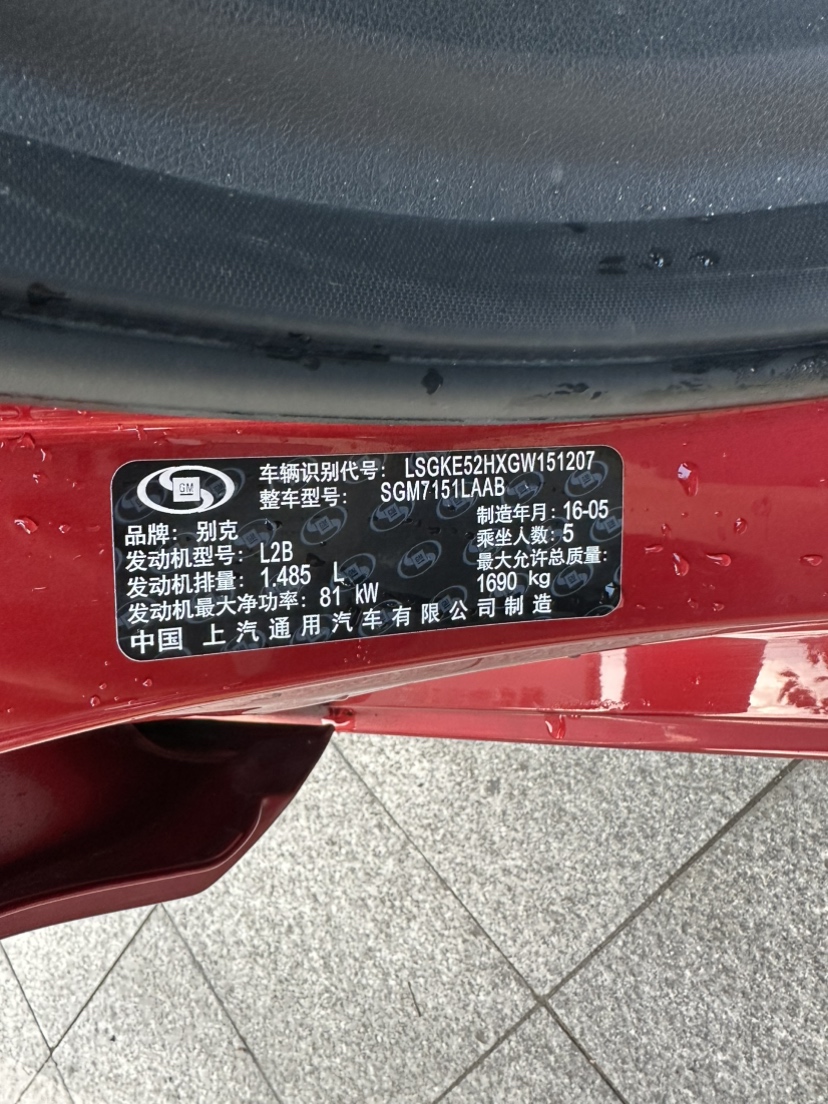 GM
车辆识别代号: LSGKE52HXGW151207
整车型号: SGM7151LAAB
品牌: 别克
制造年月: 16-05
发动机型号: L2B
乘坐人数: 5
发动机排量: 1.485 L
最大允许总质量:
1690 kg
发动机最大净功率: 81 kW
中国 上汽通用汽车有限公司制造